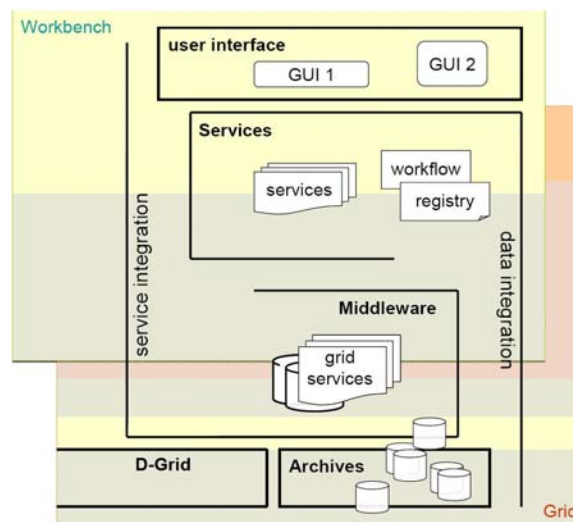 Workbench
user interface
GUI 1
GUI 2
Services
services
workflow
registry
service integration
data integration
Middleware
grid
services
D-Grid
Archives
Grid